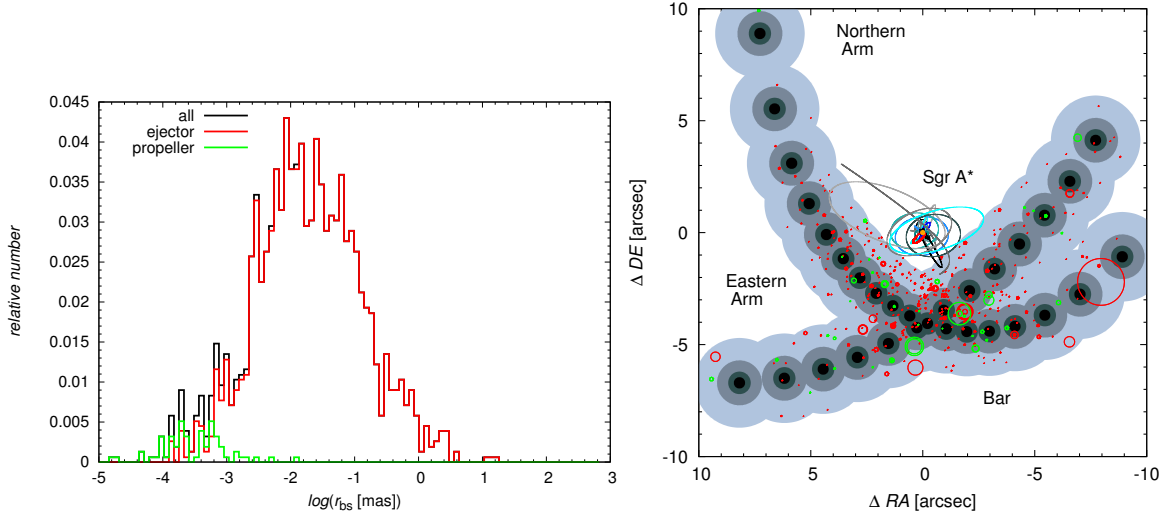 0.045
0.04
0.035
0.03
0.025
0.02
0.015
0.01
0.005
0
-5
-4
-3
-2
-1
0
1
2
3
relative number
log(r_bs [mas])
all
ejector
propeller
10
5
0
-5
-10
10
5
0
-5
-10
Δ DE [arcsec]
Δ RA [arcsec]
Northern
Arm
Sgr A*
Eastern
Arm
Bar